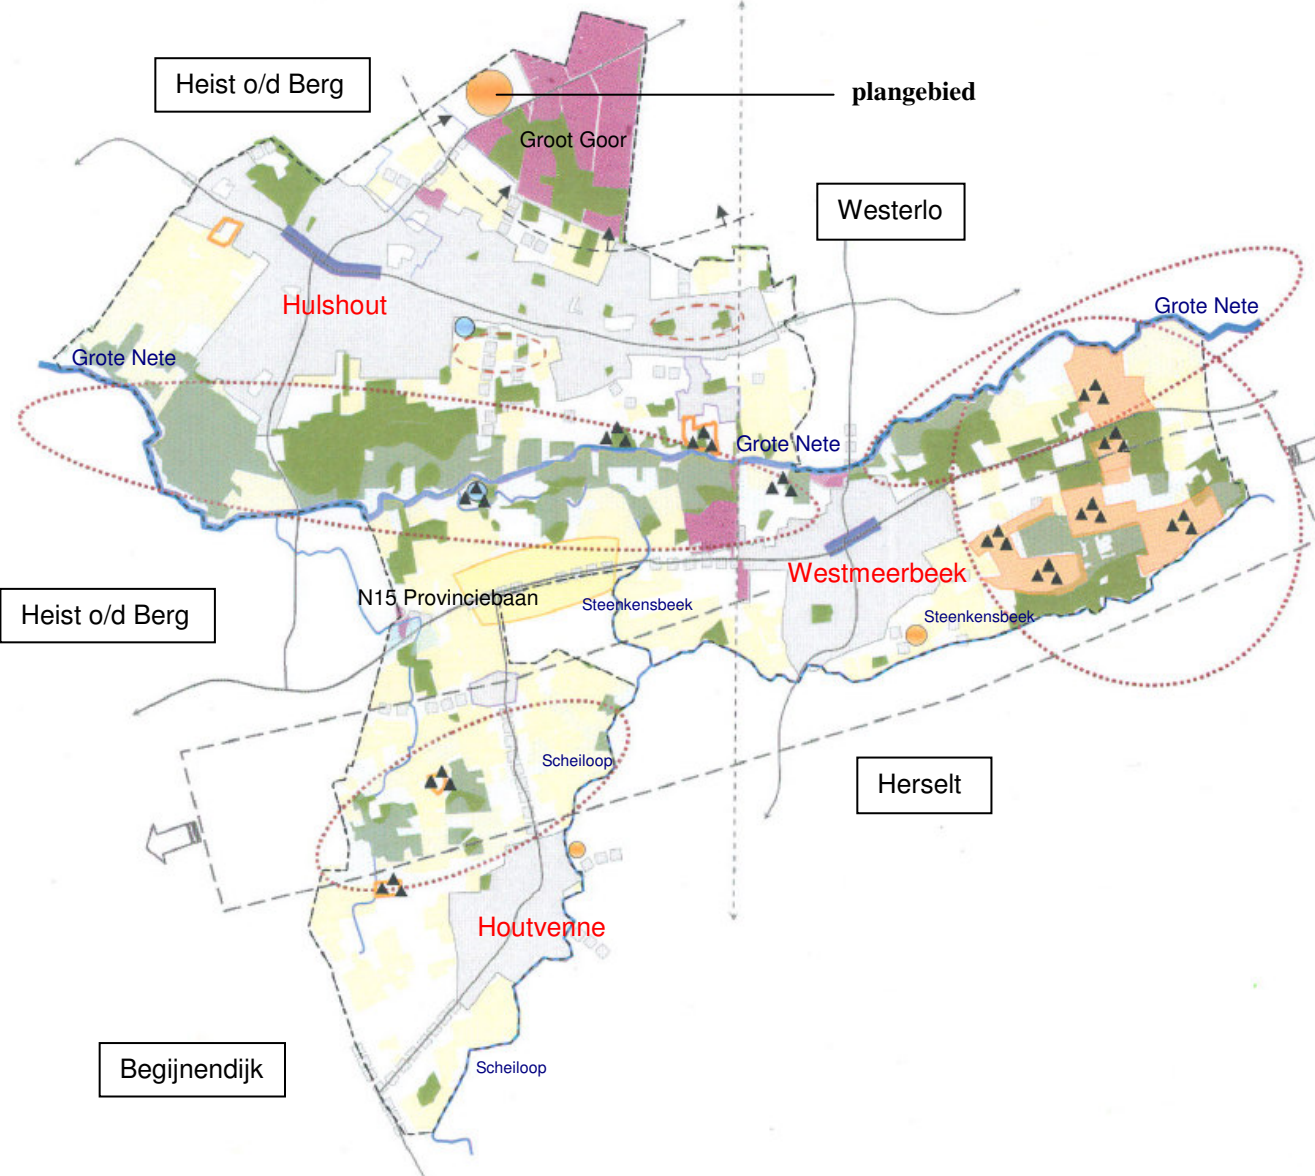 Heist o/d Berg
plangebied
Groot Goor
Westerlo
Hulshout
Grote Nete
Grote Nete
Grote Nete
Westmeerbeek
N15 Provinciebaan
Steenkensbeek
Steenkensbeek
Heist o/d Berg
Scheiloop
Herselt
Houtvenne
Begijnendijk
Scheiloop